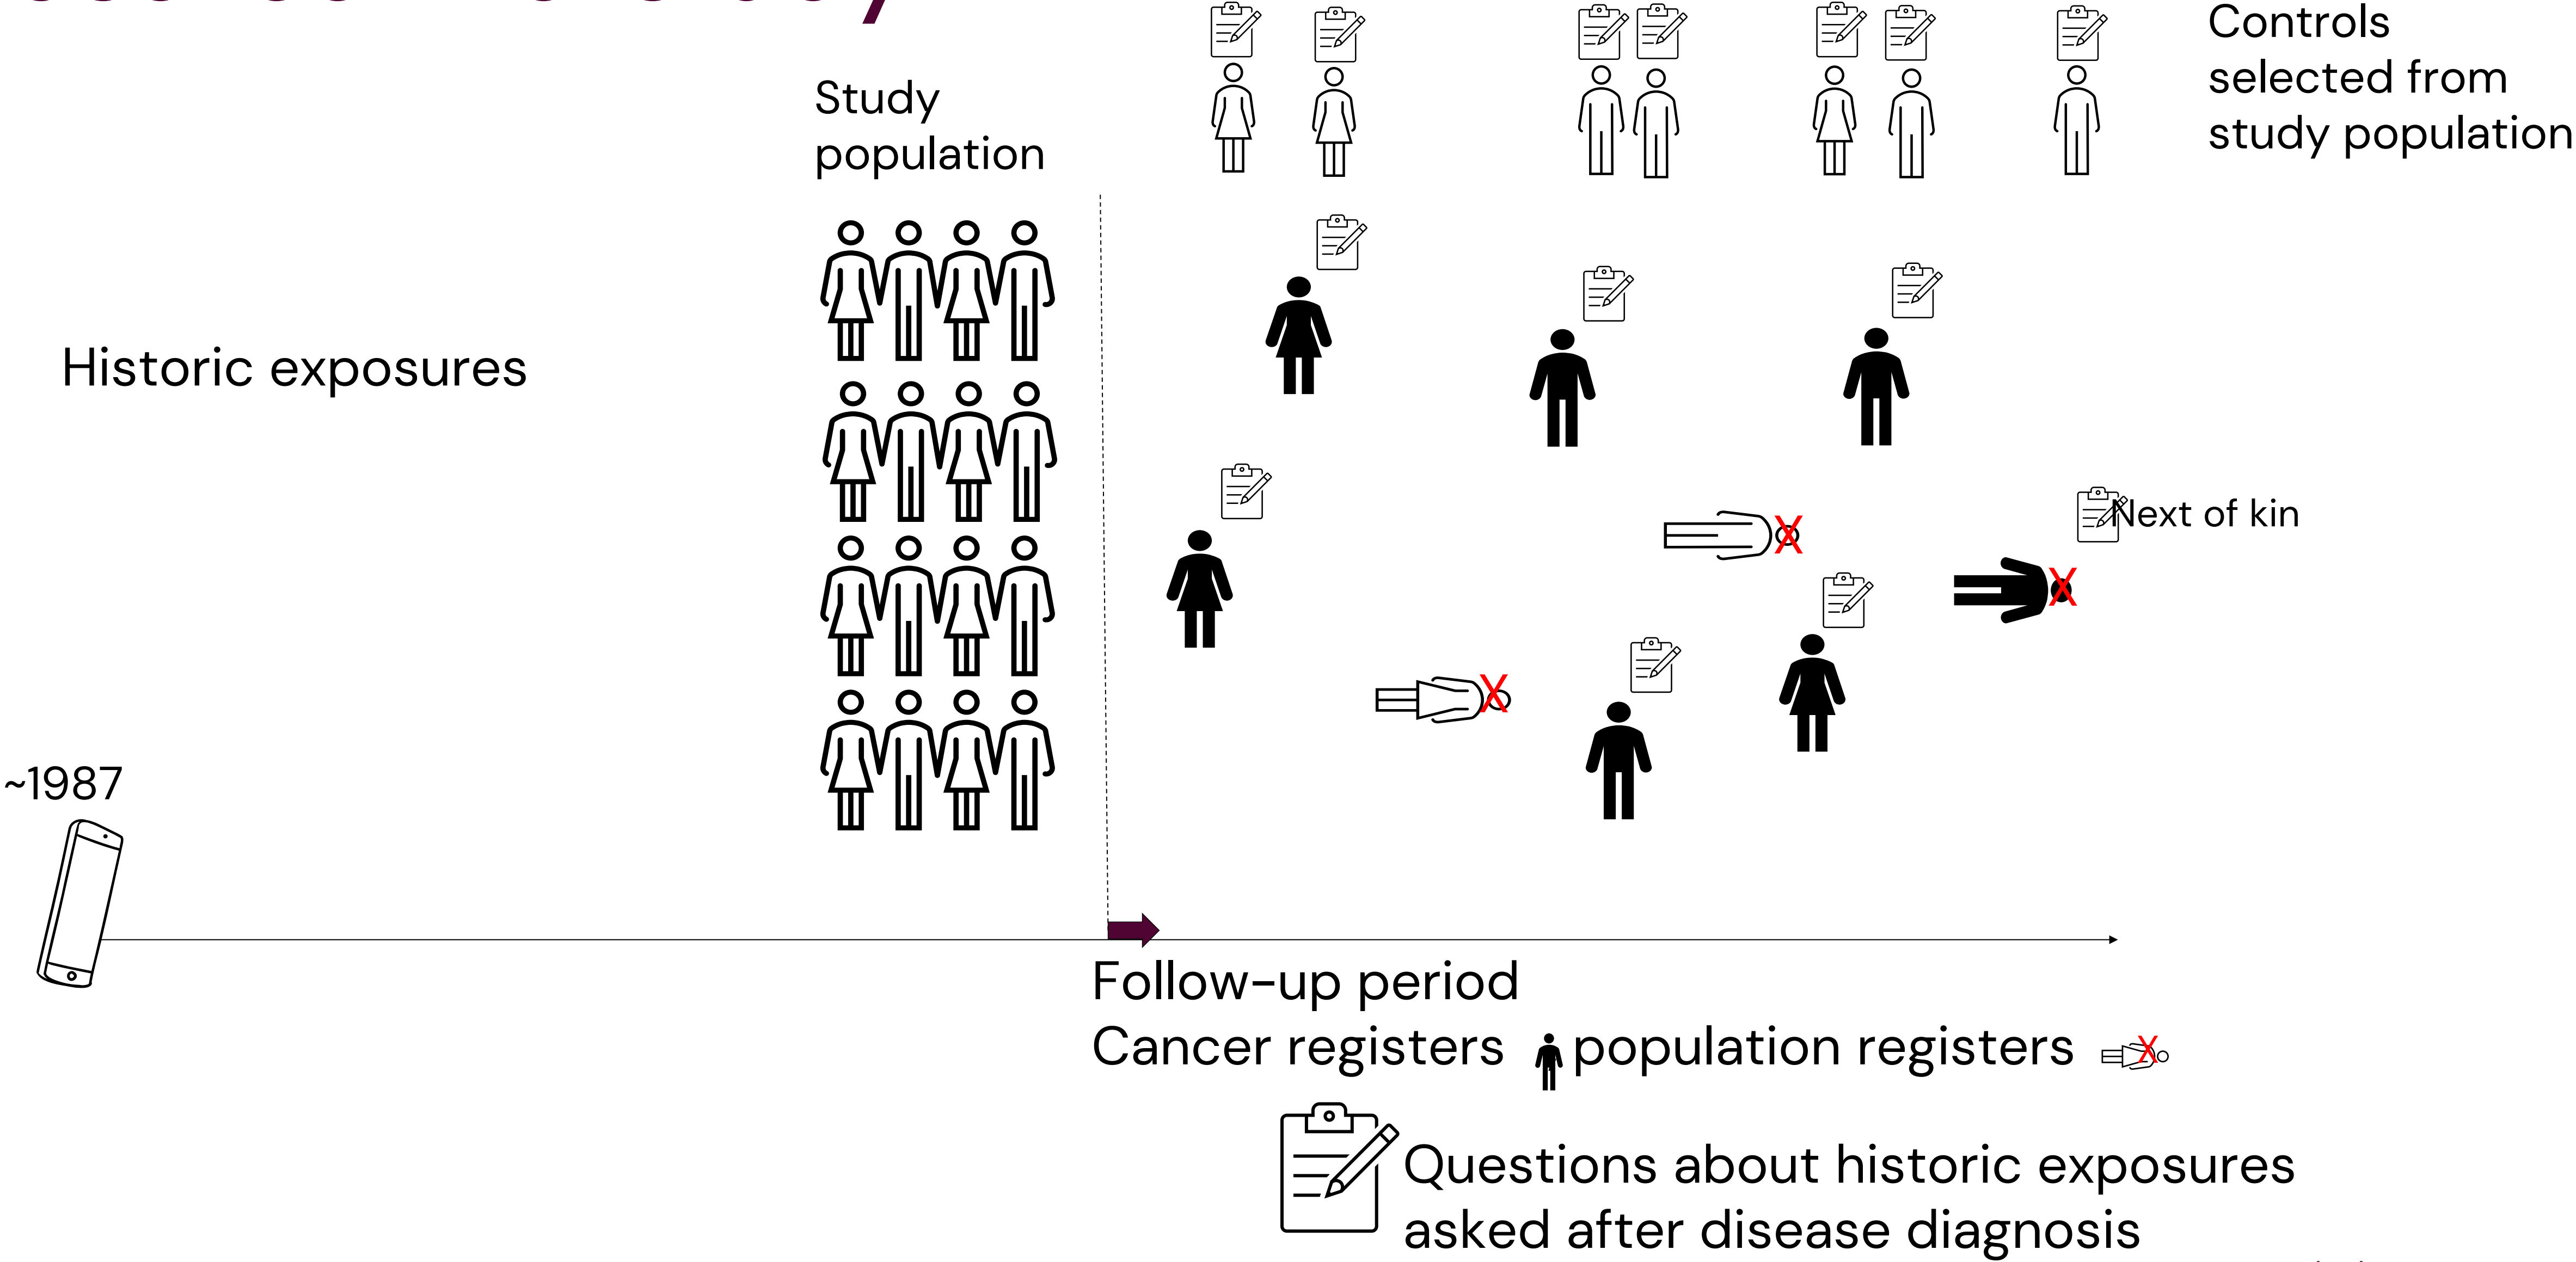 Study
population
Controls
selected from
study population
Historic exposures
Next of kin
X
X
X
~1987
Follow-up period
Cancer registers population registers
X
Questions about historic exposures
asked after disease diagnosis